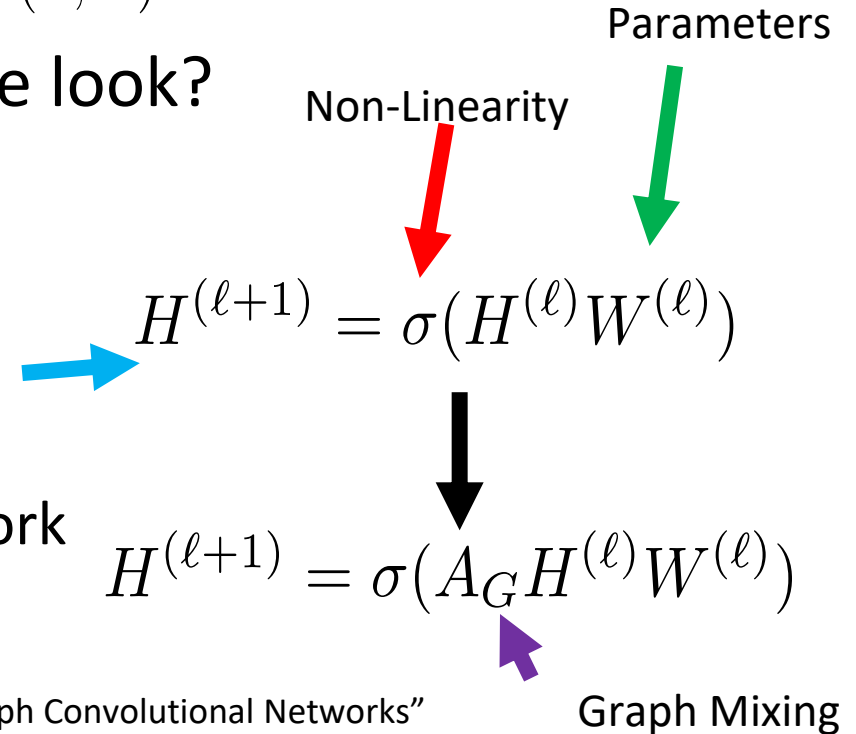 Parameters
e look?
Non-Linearity
H^{(ℓ+1)} = σ(H^{(ℓ)}W^{(ℓ)})
ork
H^{(ℓ+1)} = σ(A_G H^{(ℓ)}W^{(ℓ)})
ph Convolutional Networks”
Graph Mixing